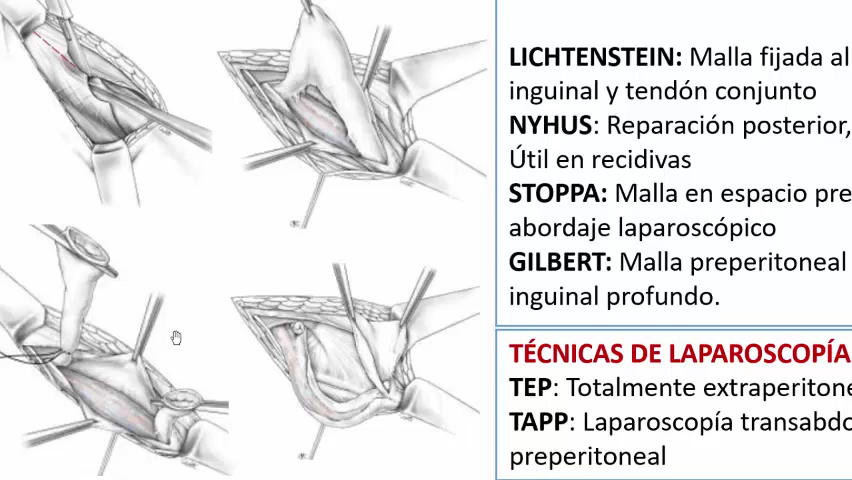 LICHTENSTEIN: Malla fijada al
inguinal y tendón conjunto
NYHUS: Reparación posterior,
Útil en recidivas
STOPPA: Malla en espacio pre
abordaje laparoscópico
GILBERT: Malla preperitoneal
inguinal profundo.
TÉCNICAS DE LAPAROSCOPÍA
TEP: Totalmente extraperitone
TAPP: Laparoscopía transabdo
preperitoneal